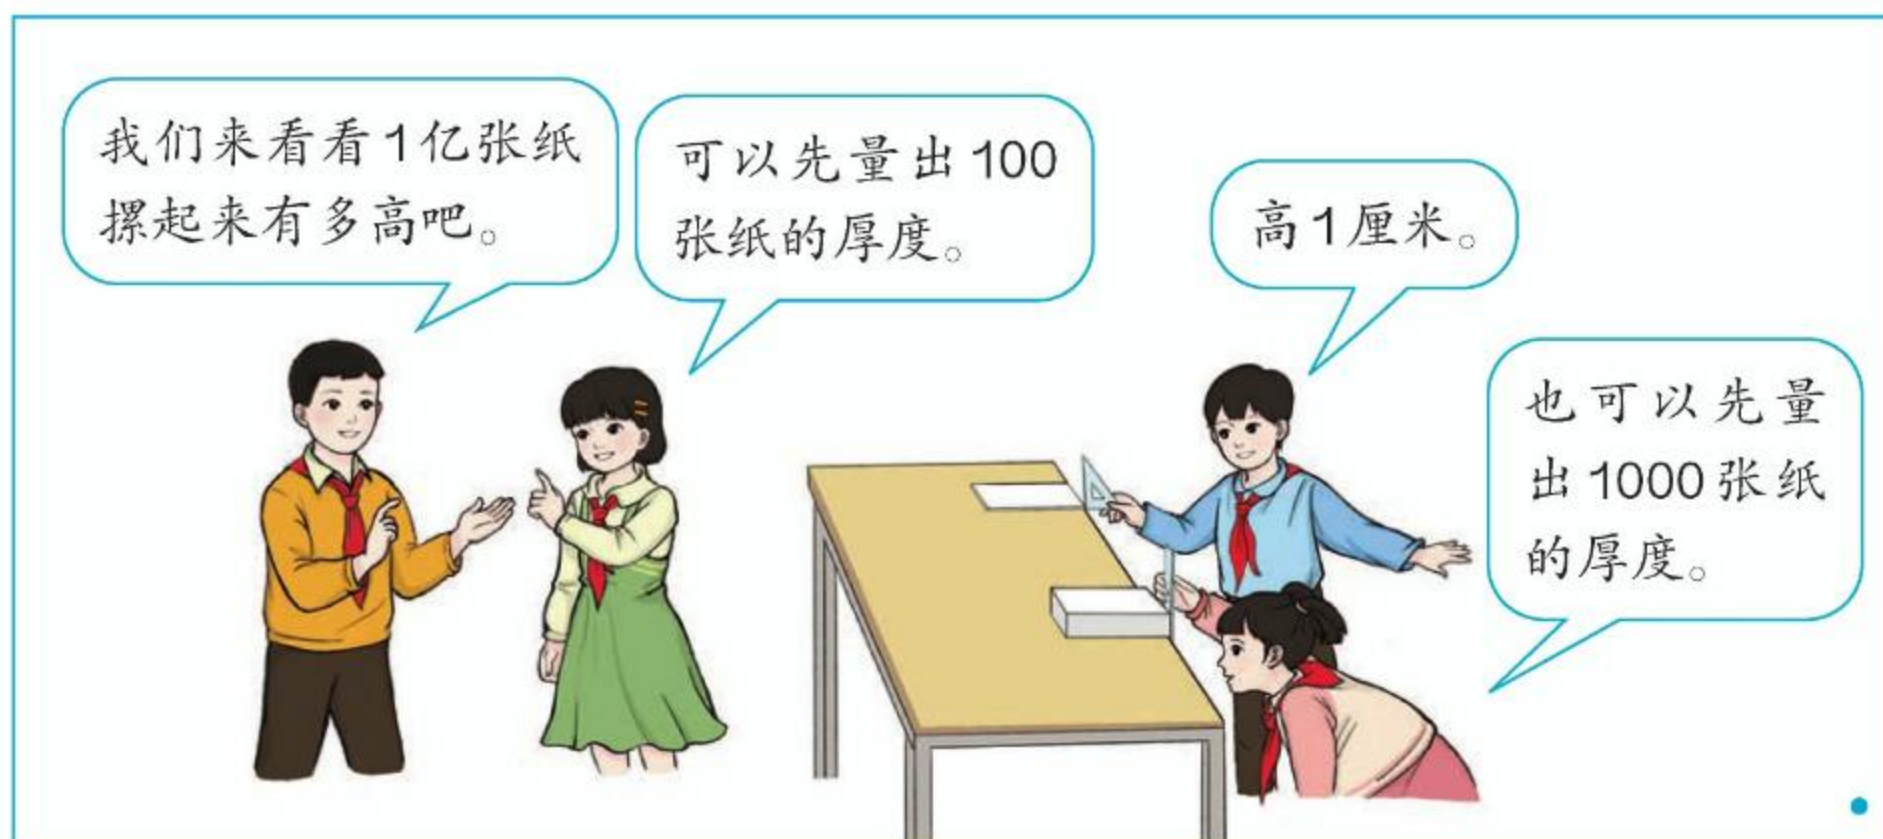 我们来看看1亿张纸
摞起来有多高吧。
可以先量出100
张纸的厚度。
高1厘米。
也可以先量
出1000张纸
的厚度。